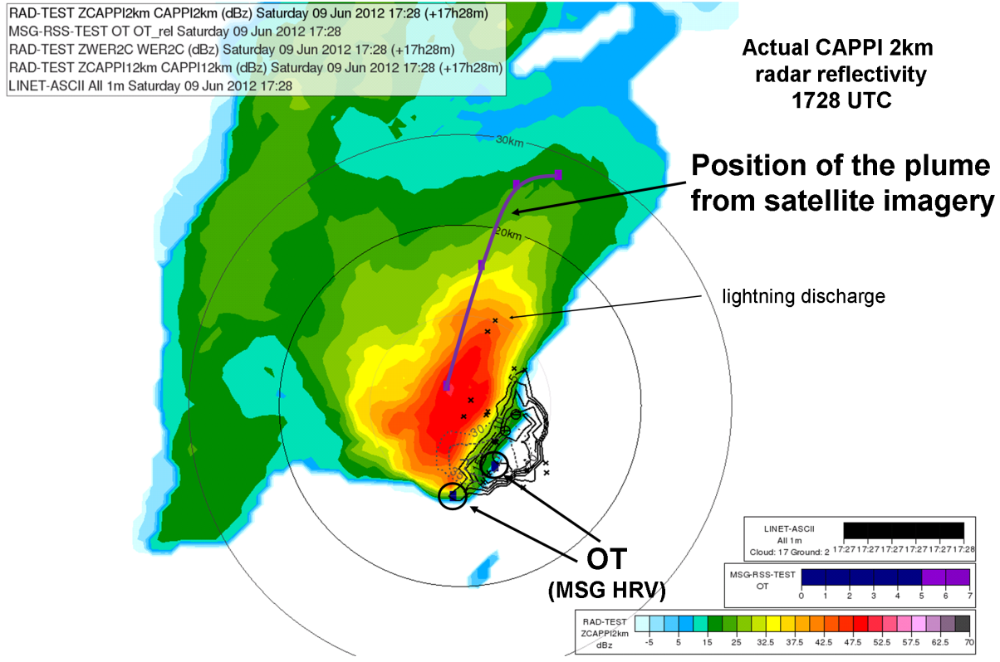 RAD-TEST ZCAPPI2km CAPPI2km (dBz) Saturday 09 Jun 2012 17:28 (+17h28m)
MSG-RSS-TEST OT OT_rel Saturday 09 Jun 2012 17:28
RAD-TEST ZWER2C WER2C (dBz) Saturday 09 Jun 2012 17:28 (+17h28m)
RAD-TEST ZCAPPI12km CAPPI12km (dBz) Saturday 09 Jun 2012 17:28 (+17h28m)
LINET-ASCII All 1m Saturday 09 Jun 2012 17:28
Actual CAPPI 2km
radar reflectivity
1728 UTC
30km
Position of the plume
from satellite imagery
20km
lightning discharge
30
OT
(MSG HRV)
LINET-ASCII
All 1m
Cloud: 17 Ground: 2
17:27 17:27 17:27 17:27 17:27 17:28
MSG-RSS-TEST
OT
0 1 2 3 4 5 6 7
RAD-TEST
ZCAPPI2km
dBz
-5 5 15 25 32.5 37.5 42.5 47.5 52.5 57.5 62.5 70